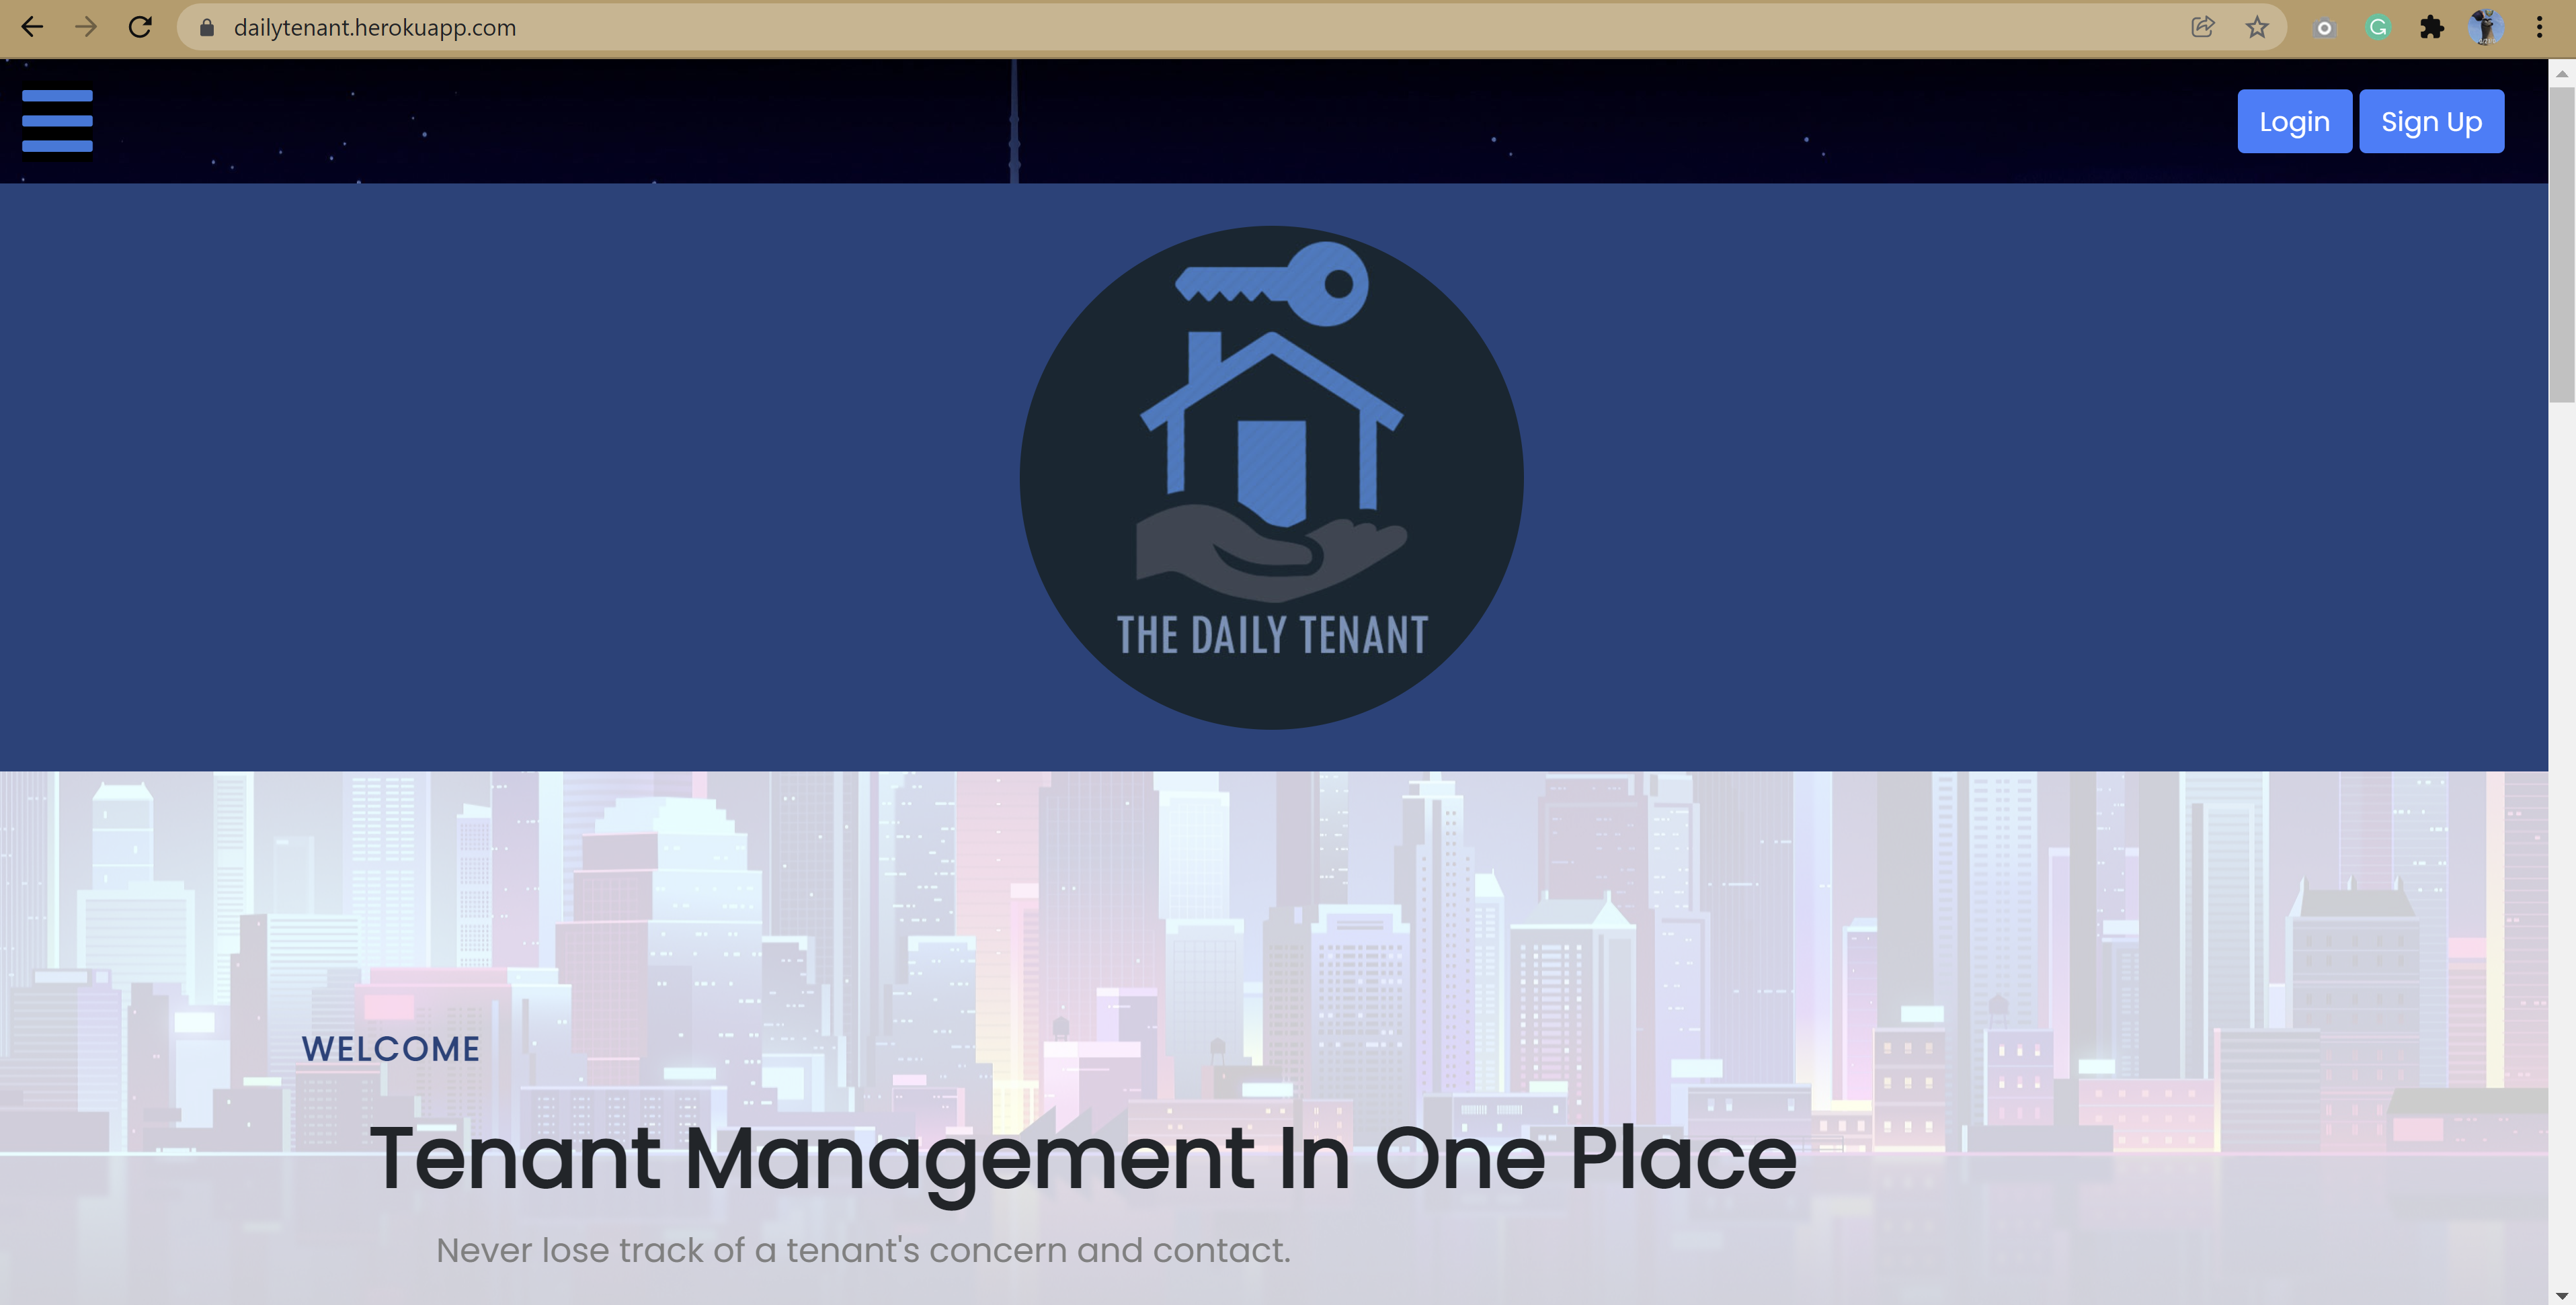 dailytenant.herokuapp.com
Login
Sign Up
THE DAILY TENANT
WELCOME
Tenant Management In One Place
Never lose track of a tenant's concern and contact.